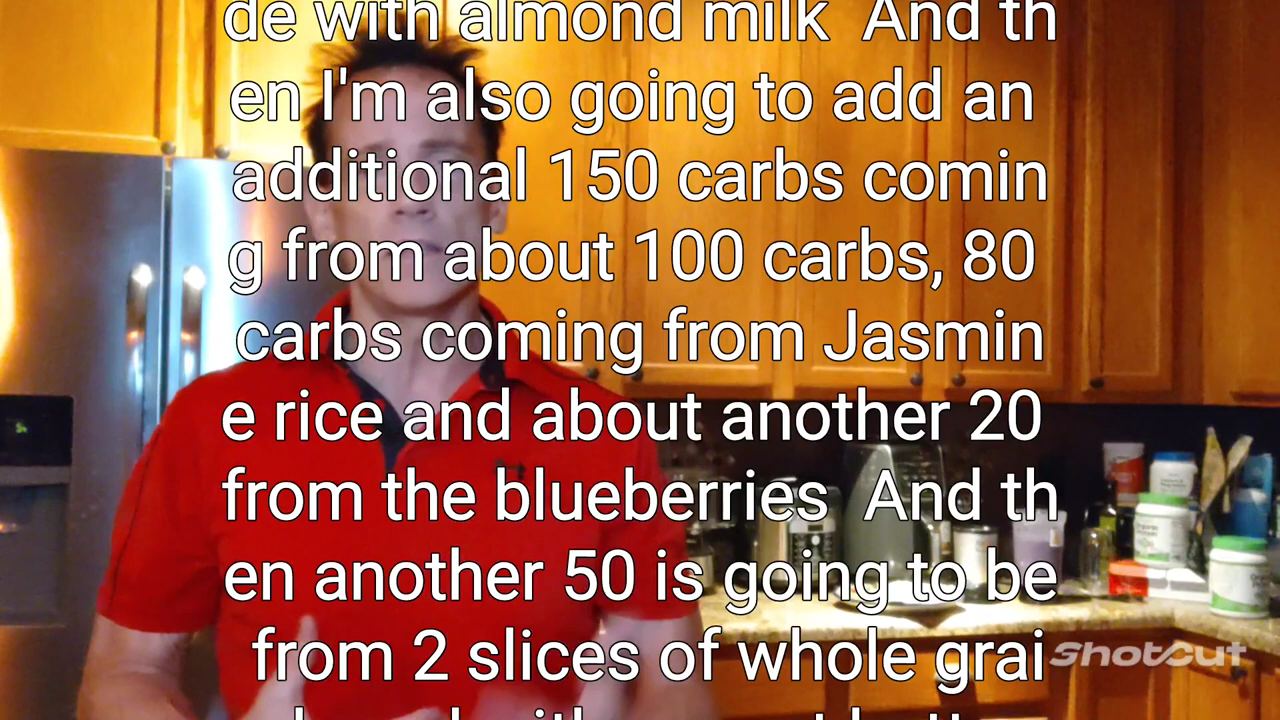 de with almond milk  And th
en I'm also going to add an
additional 150 carbs comin
g from about 100 carbs, 80
carbs coming from Jasmin
e rice and about another 20
from the blueberries  And th
en another 50 is going to be
from 2 slices of whole grai
Shotcut